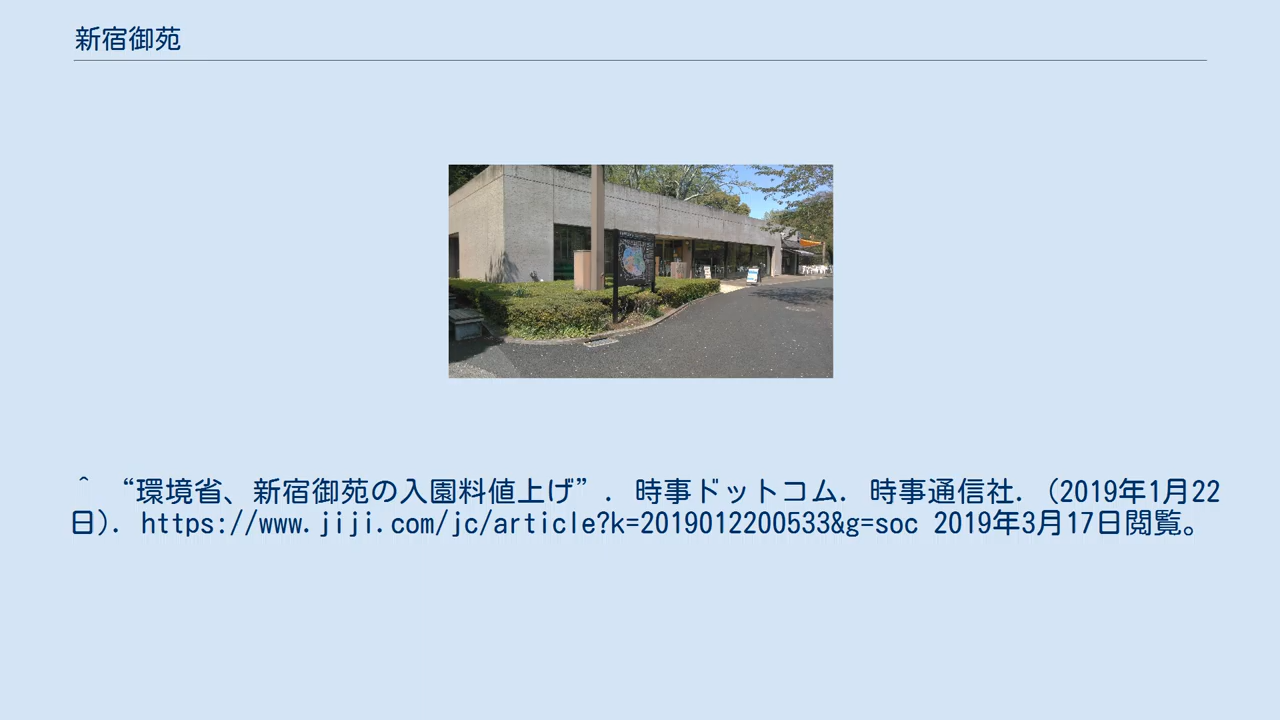 新宿御苑
^ “環境省、新宿御苑の入園料値上げ”. 時事ドットコム. 時事通信社. (2019年1月22
日). https://www.jiji.com/jc/article?k=2019012200533&g=soc 2019年3月17日閲覧。